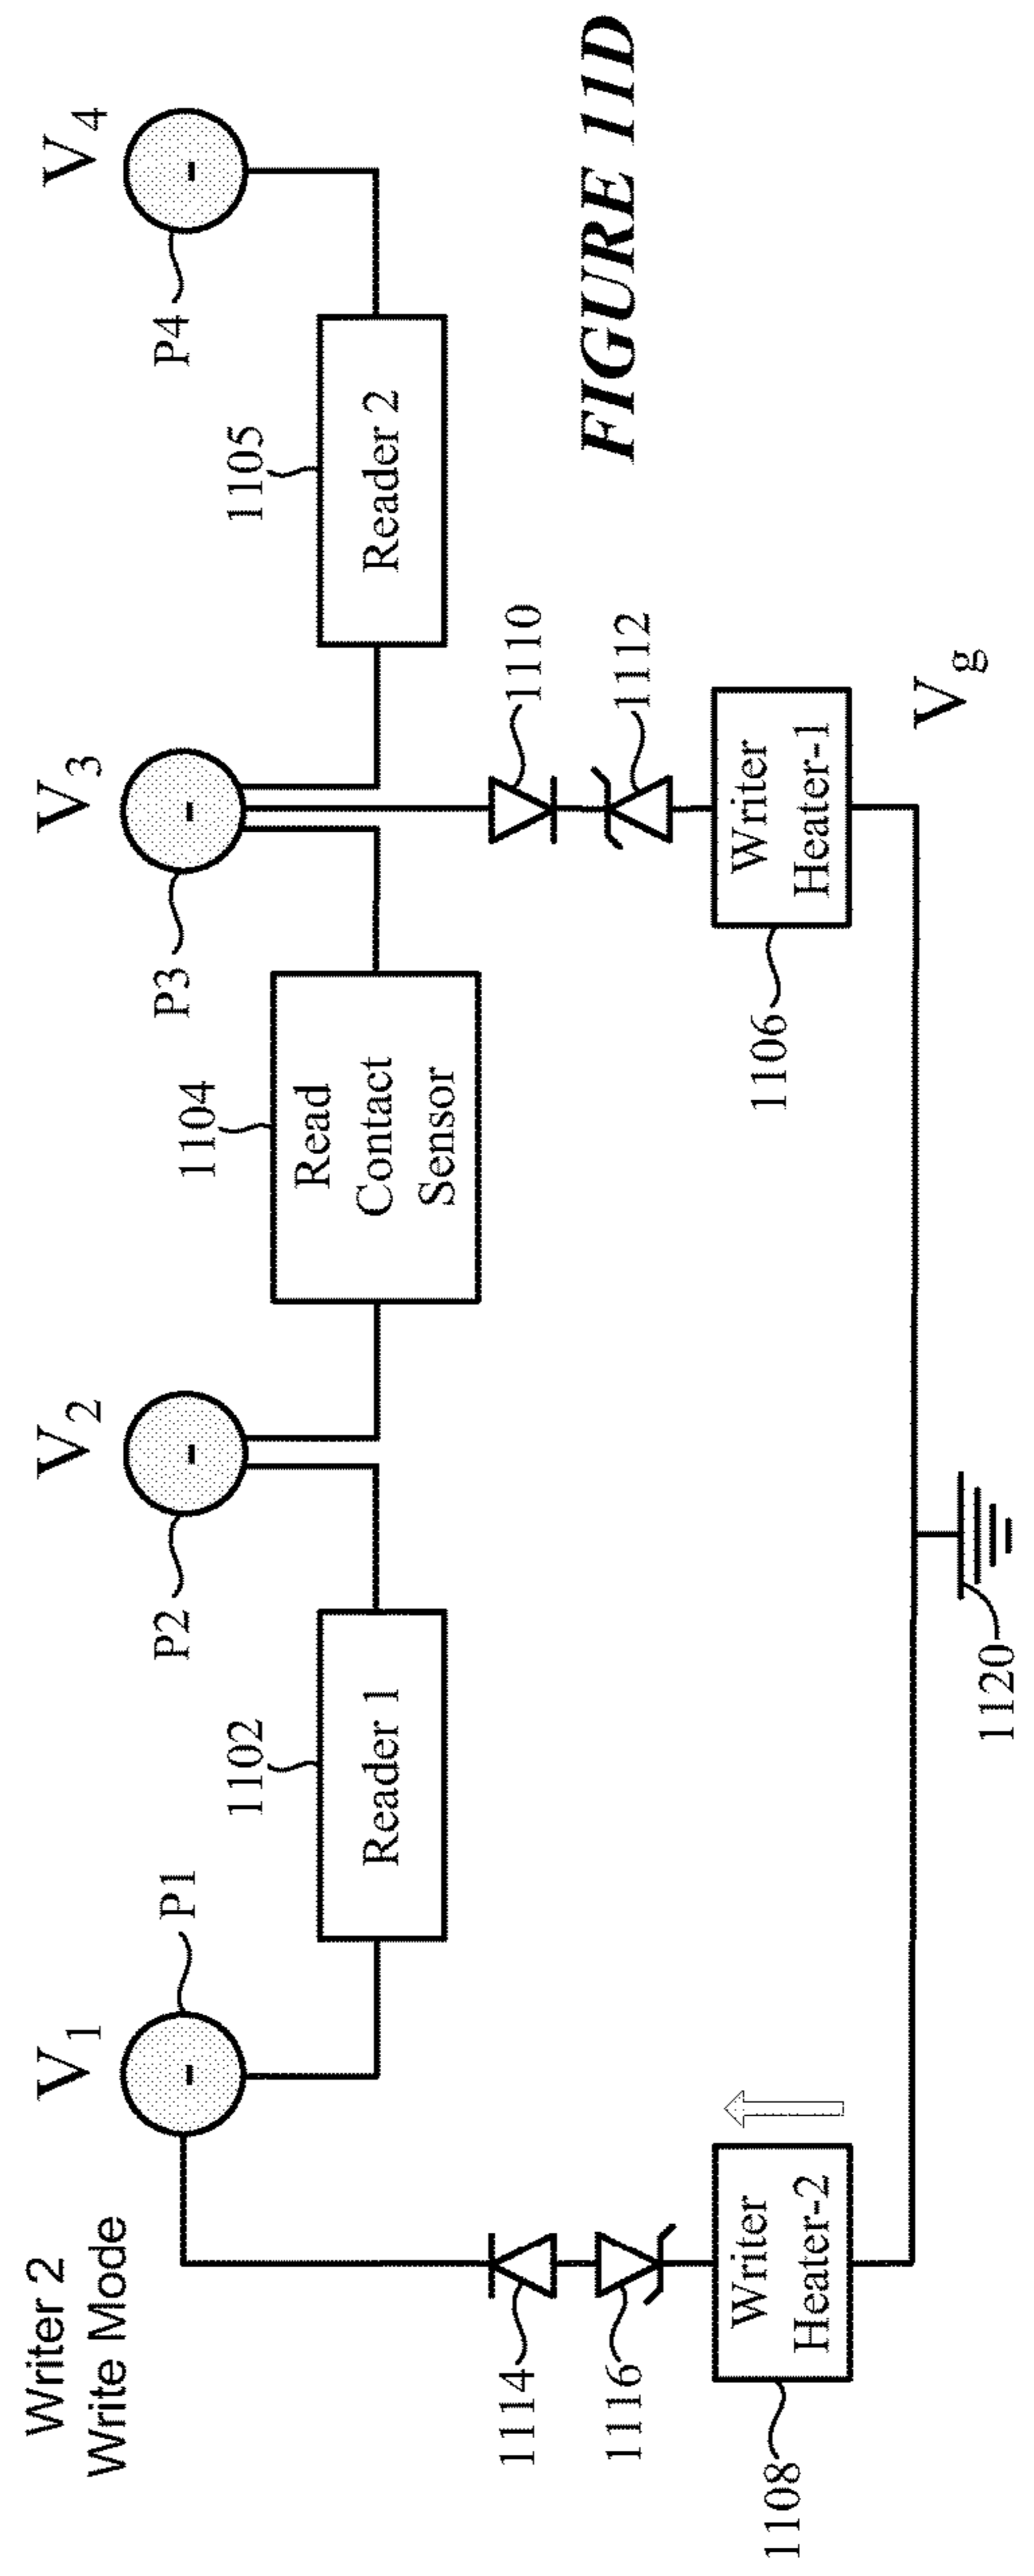 Writer 2
Write Mode
V1
V2
V3
V4
P1
P2
P3
P4
-
-
-
-
1102
Reader 1
1104
Read
Contact
Sensor
1105
Reader 2
1114
1116
1110
1112
1108
Writer
Heater-2
1106
Writer
Heater-1
Vg
1120
FIGURE 11D